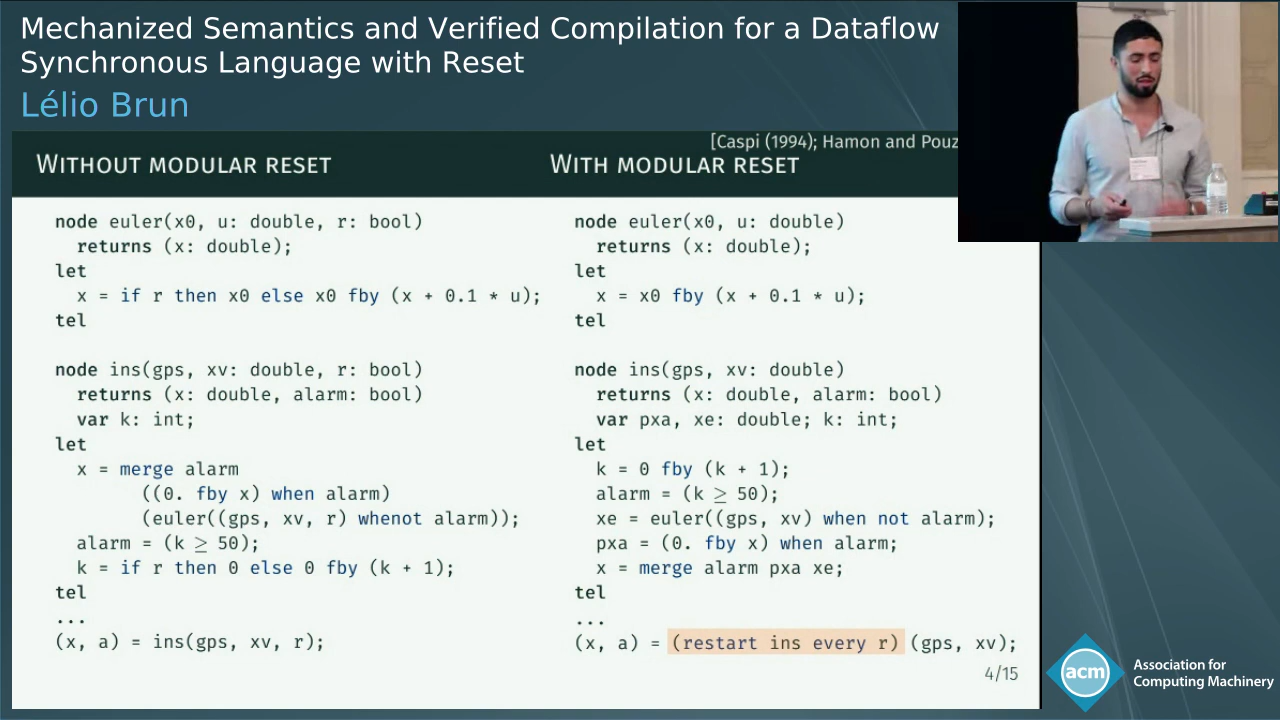 Mechanized Semantics and Verified Compilation for a Dataflow
Synchronous Language with Reset
Lélio Brun
[Caspi (1994); Hamon and Pouz
WITHOUT MODULAR RESET
WITH MODULAR RESET
node euler(x0, u: double, r: bool)
returns (x: double);
let
x = if r then x0 else x0 fby (x + 0.1 * u);
tel
node ins(gps, xv: double, r: bool)
returns (x: double, alarm: bool)
var k: int;
let
x = merge alarm
((0. fby x) when alarm)
(euler((gps, xv, r) whenot alarm));
alarm = (k ≥ 50);
k = if r then 0 else 0 fby (k + 1);
tel
...
(x, a) = ins(gps, xv, r);
node euler(x0, u: double)
returns (x: double);
let
x = x0 fby (x + 0.1 * u);
tel
node ins(gps, xv: double)
returns (x: double, alarm: bool)
var pxa, xe: double; k: int;
let
k = 0 fby (k + 1);
alarm = (k ≥ 50);
xe = euler((gps, xv) when not alarm);
pxa = (0. fby x) when alarm;
x = merge alarm pxa xe;
tel
...
(x, a) = (restart ins every r) (gps, xv);
4/15
acm
Association for
Computing Machinery